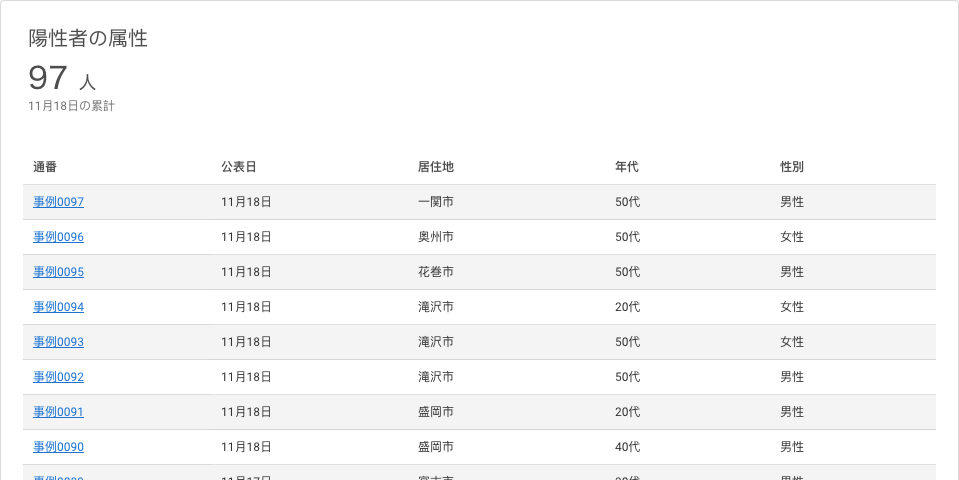 陽性者の属性
97 人
11月18日の累計
通番 公表日 居住地 年代 性別
事例0097 11月18日 一関市 50代 男性
事例0096 11月18日 奥州市 50代 女性
事例0095 11月18日 花巻市 50代 男性
事例0094 11月18日 滝沢市 20代 女性
事例0093 11月18日 滝沢市 50代 女性
事例0092 11月18日 滝沢市 50代 男性
事例0091 11月18日 盛岡市 20代 男性
事例0090 11月18日 盛岡市 40代 男性